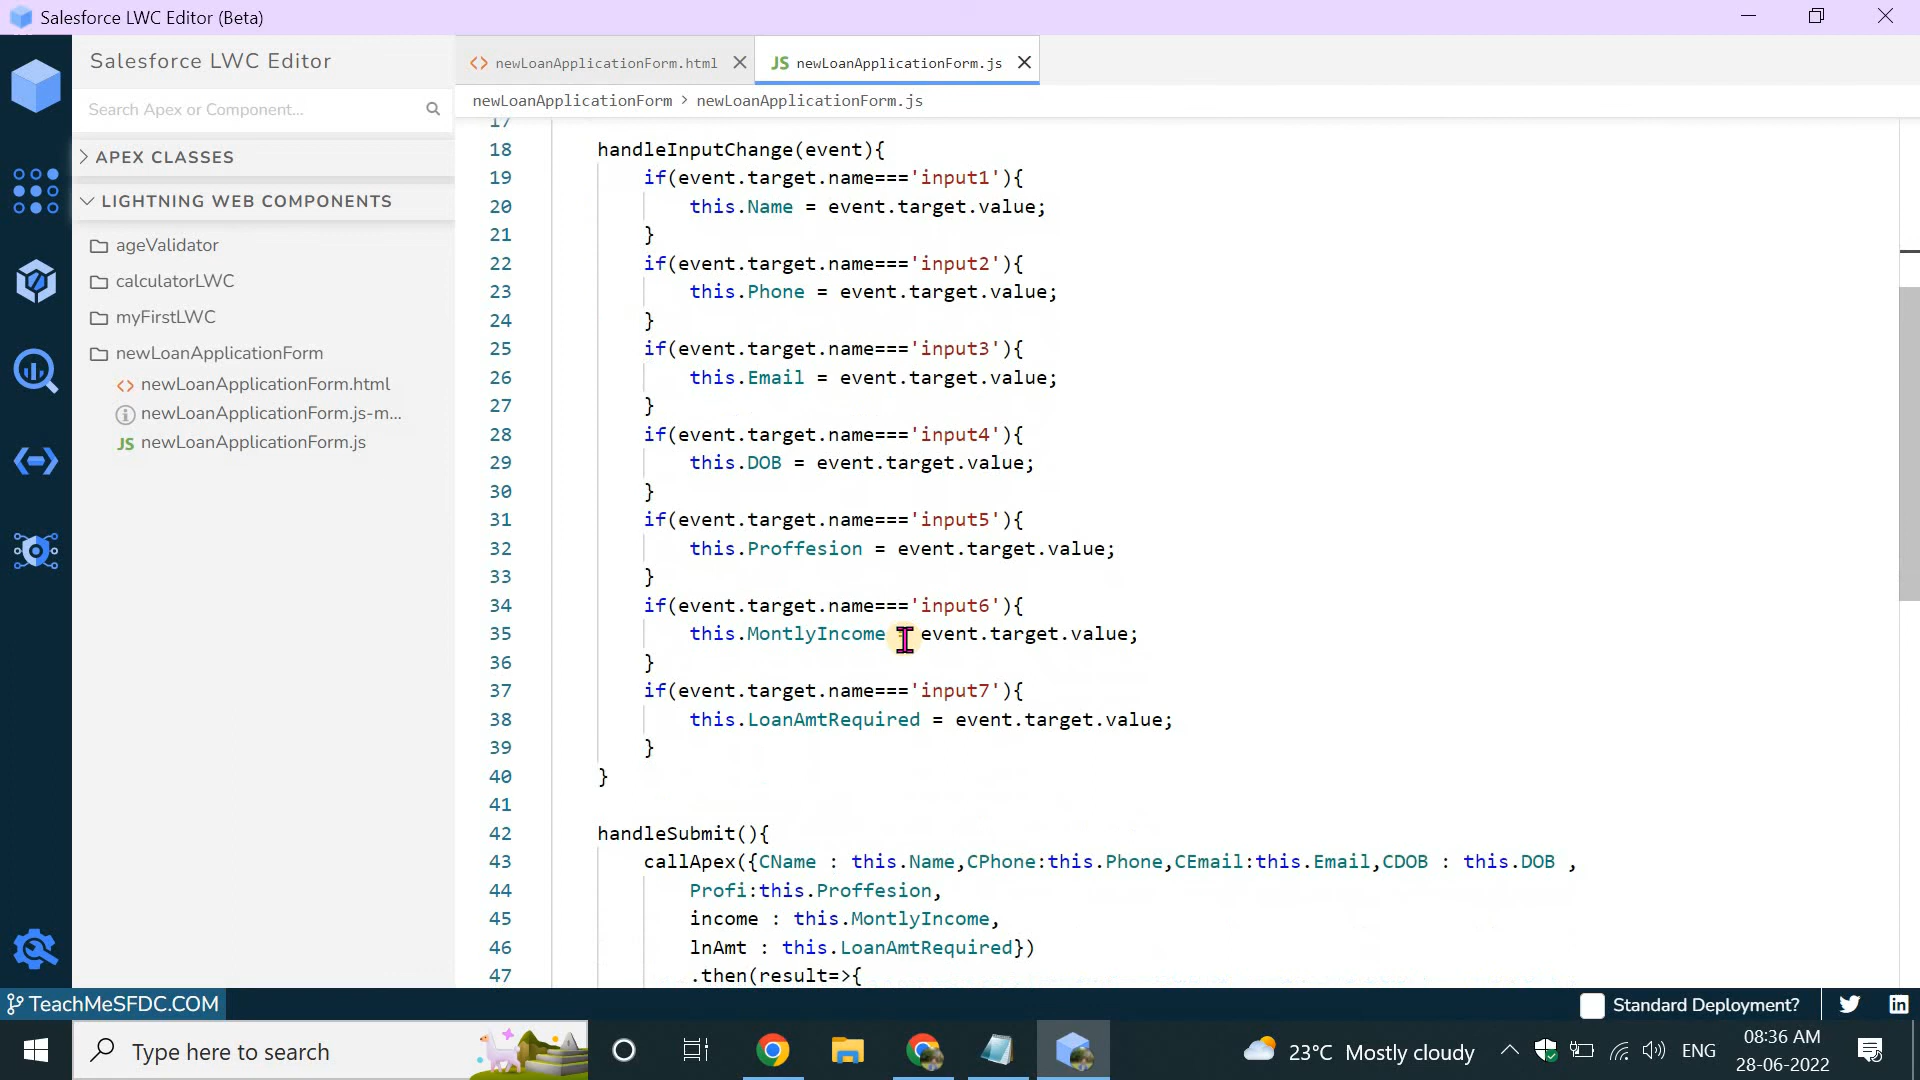 Salesforce LWC Editor (Beta)
Salesforce LWC Editor
Search Apex or Component...
APEX CLASSES
LIGHTNING WEB COMPONENTS
ageValidator
calculatorLWC
myFirstLWC
newLoanApplicationForm
newLoanApplicationForm.html
newLoanApplicationForm.js-m...
JS newLoanApplicationForm.js
<> newLoanApplicationForm.html
JS newLoanApplicationForm.js
newLoanApplicationForm > newLoanApplicationForm.js
17
18 handleInputChange(event){
19 if(event.target.name==='input1'){
20 this.Name = event.target.value;
21 }
22 if(event.target.name==='input2'){
23 this.Phone = event.target.value;
24 }
25 if(event.target.name==='input3'){
26 this.Email = event.target.value;
27 }
28 if(event.target.name==='input4'){
29 this.DOB = event.target.value;
30 }
31 if(event.target.name==='input5'){
32 this.Proffesion = event.target.value;
33 }
34 if(event.target.name==='input6'){
35 this.MontlyIncome = event.target.value;
36 }
37 if(event.target.name==='input7'){
38 this.LoanAmtRequired = event.target.value;
39 }
40 }
41
42 handleSubmit(){
43 callApex({CName : this.Name,CPhone:this.Phone,CEmail:this.Email,CDOB : this.DOB ,
44 Profi:this.Proffesion,
45 income : this.MontlyIncome,
46 lnAmt : this.LoanAmtRequired})
47 .then(result=>{
TeachMeSFDC.COM
Standard Deployment?
Type here to search
23°C Mostly cloudy
ENG
08:36 AM
28-06-2022